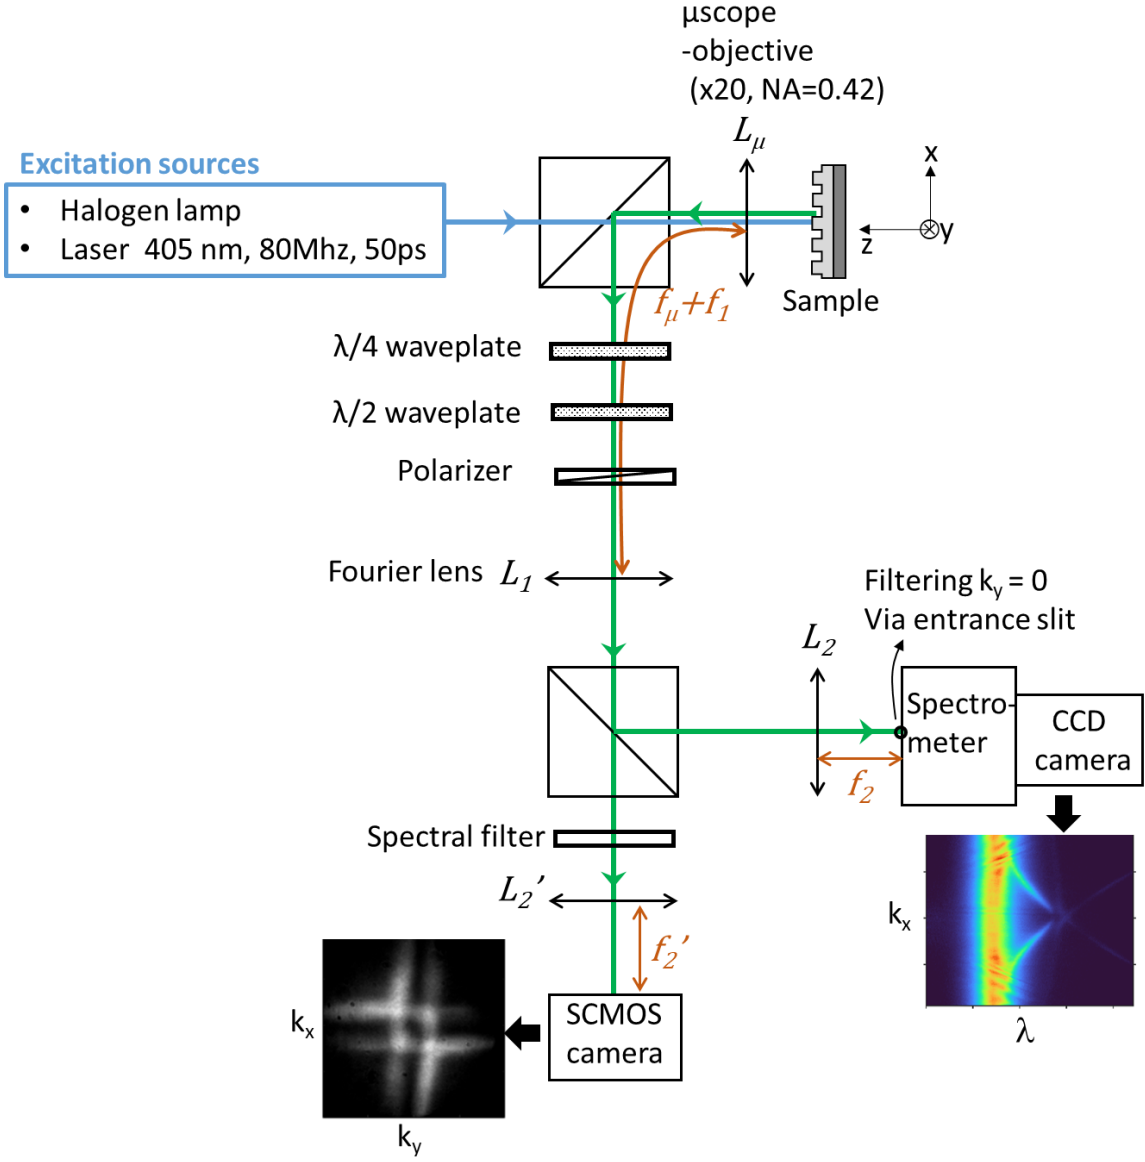 μscope
-objective
(x20, NA=0.42)
Lμ
Excitation sources
• Halogen lamp
• Laser 405 nm, 80Mhz, 50ps
x
z
y
Sample
fμ+f1
λ/4 waveplate
λ/2 waveplate
Polarizer
Fourier lens L1
Filtering ky = 0
Via entrance slit
L2
Spectro-
meter
CCD
camera
f2
Spectral filter
L2’
f2’
kx
λ
SCMOS
camera
kx
ky